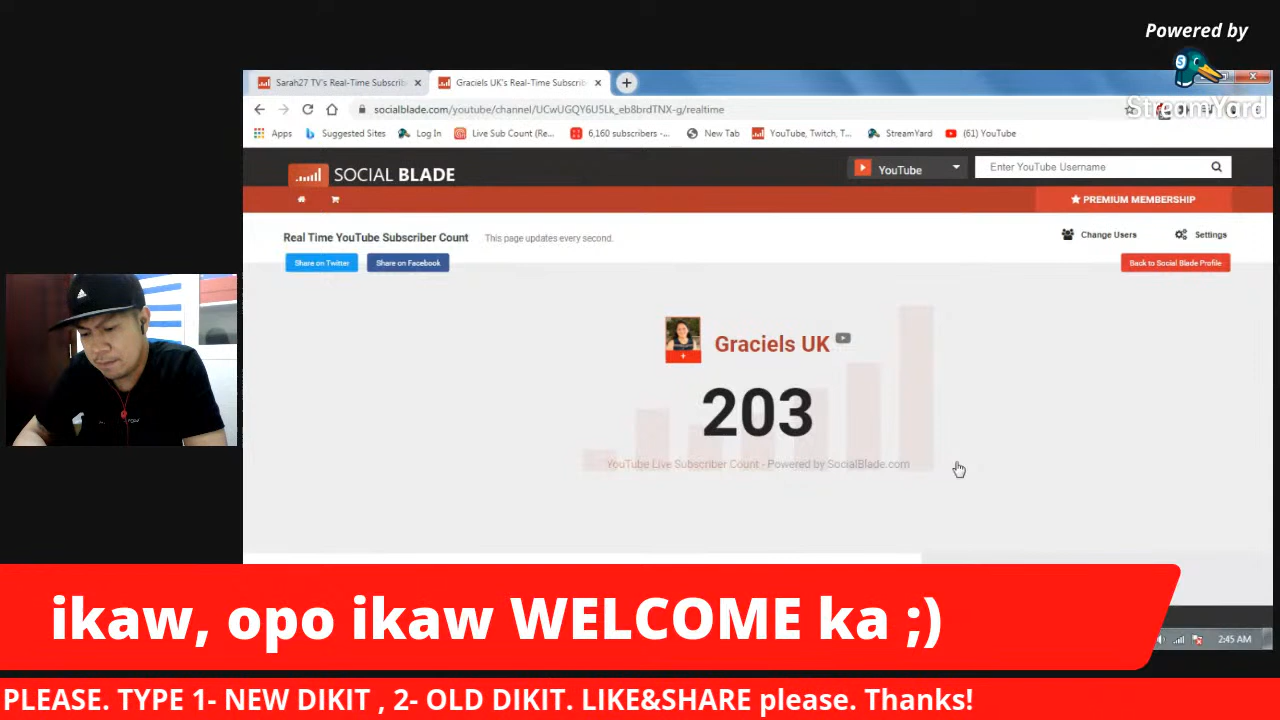 Powered by
StreamYard
Sarah27 TV's Real-Time Subscrib
Graciels UK's Real-Time Subscrib
socialblade.com/youtube/channel/UCwUGQY6U5Lk_eb8brdTNX-g/realtime
Apps
Suggested Sites
Log In
Live Sub Count (Re...
6,160 subscribers -...
New Tab
YouTube, Twitch, T...
StreamYard
(61) YouTube
SOCIAL BLADE
YouTube
Enter YouTube Username
PREMIUM MEMBERSHIP
Real Time YouTube Subscriber Count
This page updates every second.
Change Users
Settings
Share on Twitter
Share on Facebook
Back to Social Blade Profile
Graciels UK
203
YouTube Live Subscriber Count - Powered by SocialBlade.com
ikaw, opo ikaw WELCOME ka ;)
2:45 AM
PLEASE. TYPE 1- NEW DIKIT , 2- OLD DIKIT. LIKE&SHARE please. Thanks!